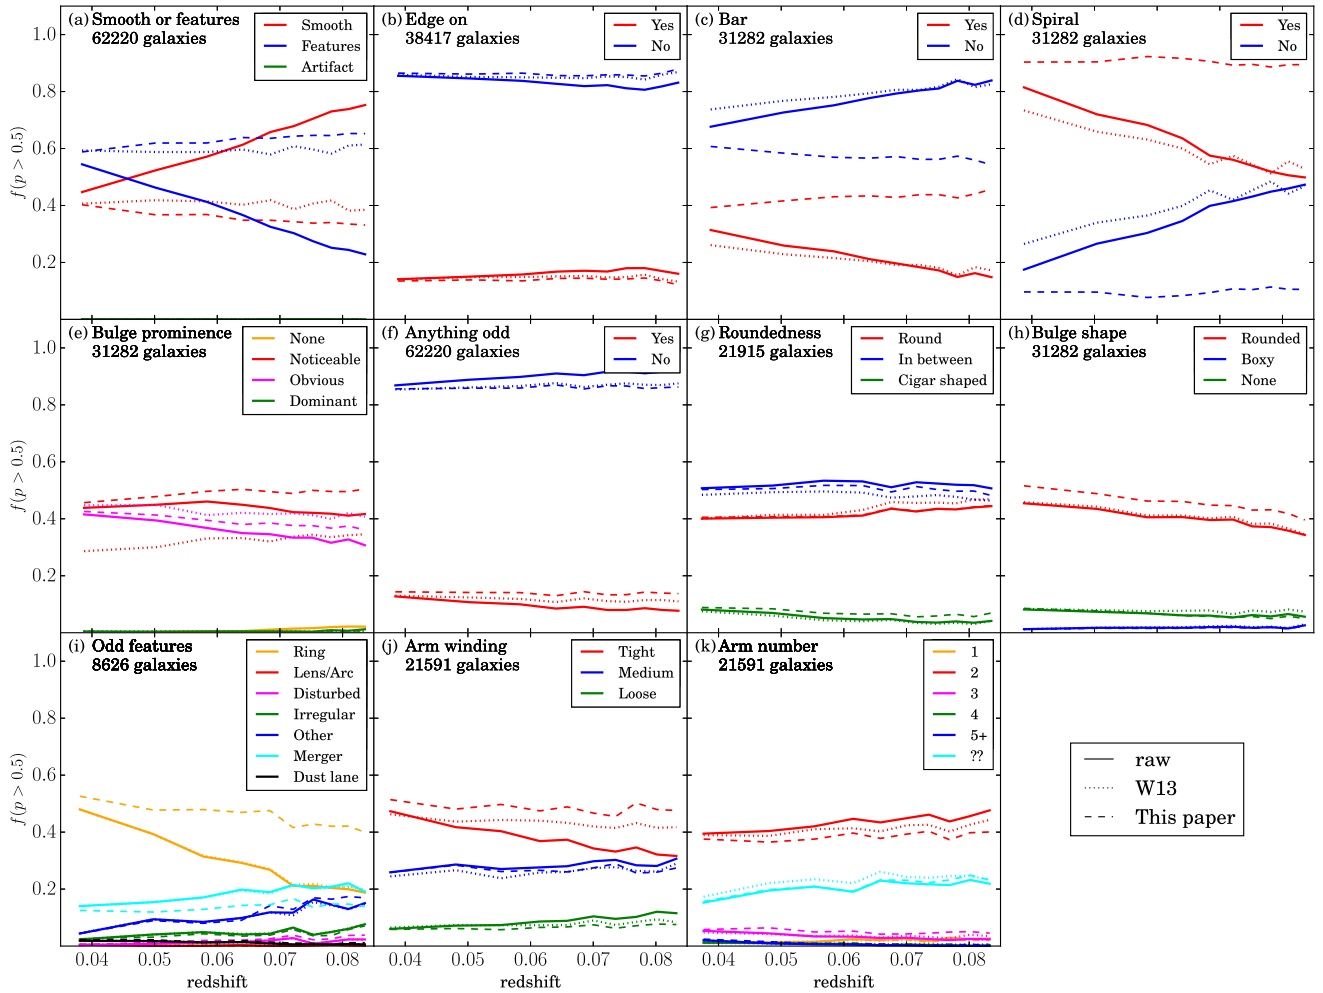 (a) Smooth or features
62220 galaxies
Smooth
Features
Artifact
(b) Edge on
38417 galaxies
Yes
No
(c) Bar
31282 galaxies
Yes
No
(d) Spiral
31282 galaxies
Yes
No
1.0
0.8
0.6
0.4
0.2
f(p > 0.5)
(e) Bulge prominence
31282 galaxies
None
Noticeable
Obvious
Dominant
(f) Anything odd
62220 galaxies
Yes
No
(g) Roundedness
21915 galaxies
Round
In between
Cigar shaped
(h) Bulge shape
31282 galaxies
Rounded
Boxy
None
1.0
0.8
0.6
0.4
0.2
f(p > 0.5)
(i) Odd features
8626 galaxies
Ring
Lens/Arc
Disturbed
Irregular
Other
Merger
Dust lane
(j) Arm winding
21591 galaxies
Tight
Medium
Loose
(k) Arm number
21591 galaxies
1
2
3
4
5+
??
1.0
0.8
0.6
0.4
0.2
f(p > 0.5)
raw
W13
This paper
0.04 0.05 0.06 0.07 0.08
redshift
0.04 0.05 0.06 0.07 0.08
redshift
0.04 0.05 0.06 0.07 0.08
redshift